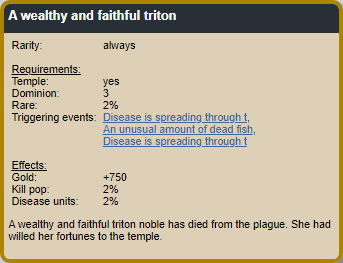 A wealthy and faithful triton
Rarity: always
Requirements:
Temple: yes
Dominion: 3
Rare: 2%
Triggering events: Disease is spreading through t,
An unusual amount of dead fish,
Disease is spreading through t
Effects:
Gold: +750
Kill pop: 2%
Disease units: 2%
A wealthy and faithful triton noble has died from the plague. She had
willed her fortunes to the temple.